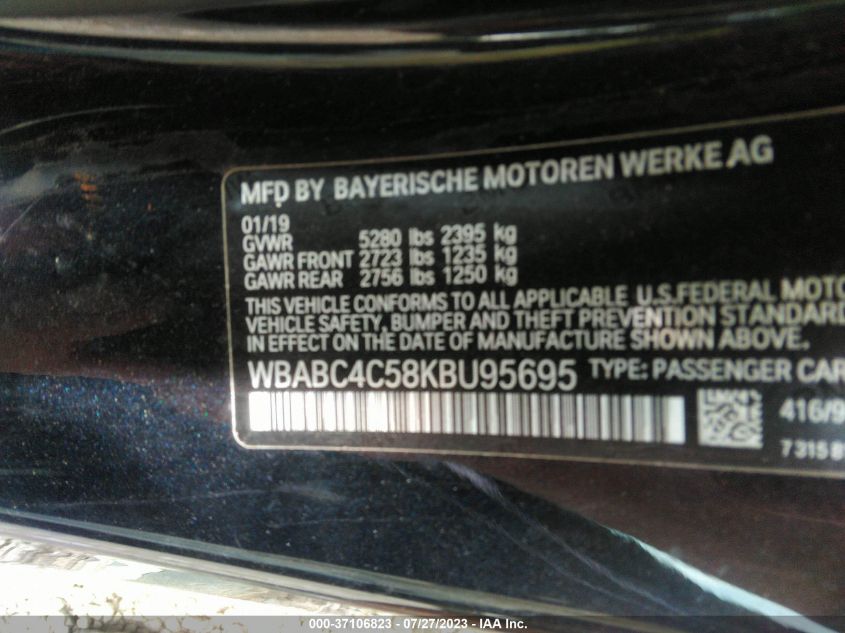 MFD BY BAYERISCHE MOTOREN WERKE AG
01/19
GVWR 5280 lbs 2395 kg
GAWR FRONT 2723 lbs 1235 kg
GAWR REAR 2756 lbs 1250 kg
THIS VEHICLE CONFORMS TO ALL APPLICABLE U.S.FEDERAL MOTO
VEHICLE SAFETY, BUMPER AND THEFT PREVENTION STANDARD
IN EFFECT ON THE DATE OF MANUFACTURE SHOWN ABOVE.
WBABC4C58KBU95695 TYPE: PASSENGER CAR
416/9
73158
000-37106823 - 07/27/2023 - IAA Inc.